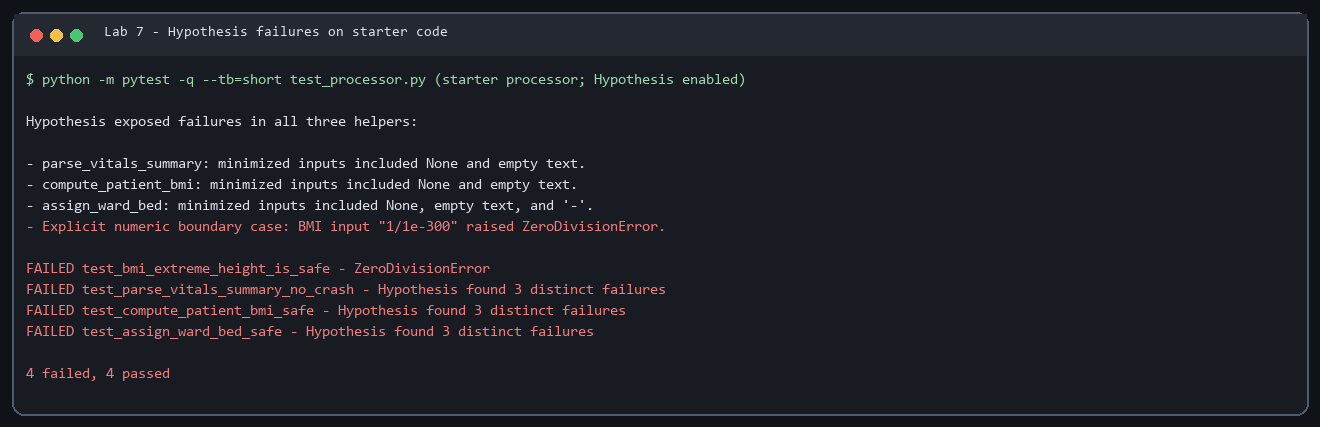 Lab 7 - Hypothesis failures on starter code
$ python -m pytest -q --tb=short test_processor.py (starter processor; Hypothesis enabled)
Hypothesis exposed failures in all three helpers:
- parse_vitals_summary: minimized inputs included None and empty text.
- compute_patient_bmi: minimized inputs included None and empty text.
- assign_ward_bed: minimized inputs included None, empty text, and '-'.
- Explicit numeric boundary case: BMI input "1/1e-300" raised ZeroDivisionError.
FAILED test_bmi_extreme_height_is_safe - ZeroDivisionError
FAILED test_parse_vitals_summary_no_crash - Hypothesis found 3 distinct failures
FAILED test_compute_patient_bmi_safe - Hypothesis found 3 distinct failures
FAILED test_assign_ward_bed_safe - Hypothesis found 3 distinct failures
4 failed, 4 passed